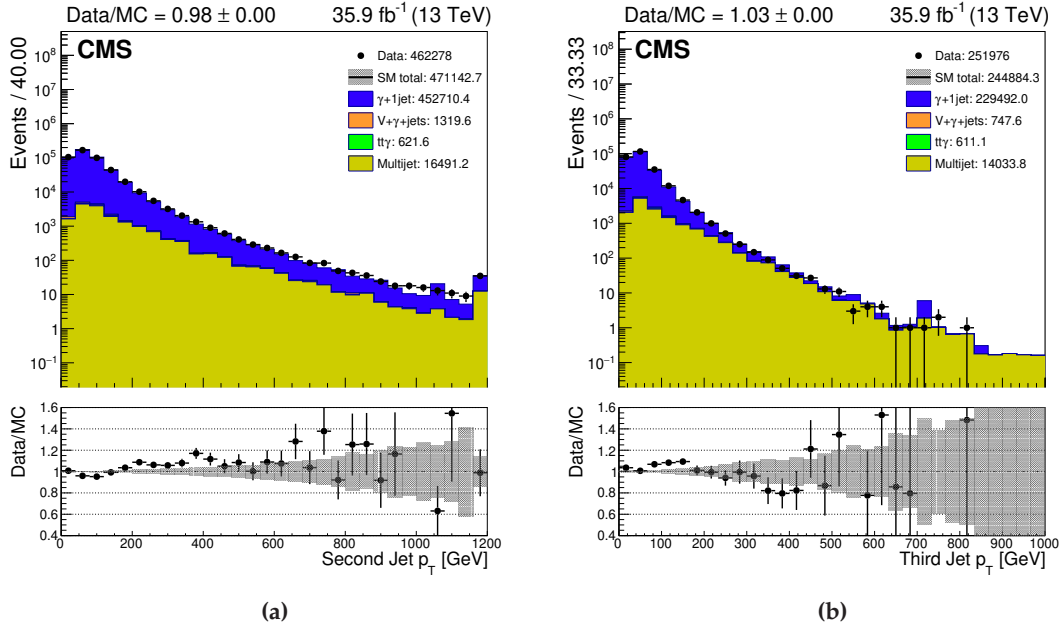 Data/MC = 0.98 ± 0.00 35.9 fb⁻¹ (13 TeV)
CMS
Data: 462278
SM total: 471142.7
γ+1jet: 452710.4
V+γ+jets: 1319.6
ttγ: 621.6
Multijet: 16491.2
Events / 40.00
10⁸
10⁷
10⁶
10⁵
10⁴
10³
10²
10
1
10⁻¹
Data/MC
1.6
1.4
1.2
1.0
0.8
0.6
0.4
0 200 400 600 800 1000 1200
Second Jet p_T [GeV]
(a)
Data/MC = 1.03 ± 0.00 35.9 fb⁻¹ (13 TeV)
CMS
Data: 251976
SM total: 244884.3
γ+1jet: 229492.0
V+γ+jets: 747.6
ttγ: 611.1
Multijet: 14033.8
Events / 33.33
10⁸
10⁷
10⁶
10⁵
10⁴
10³
10²
10
1
10⁻¹
Data/MC
1.6
1.4
1.2
1.0
0.8
0.6
0.4
0 100 200 300 400 500 600 700 800 900 1000
Third Jet p_T [GeV]
(b)